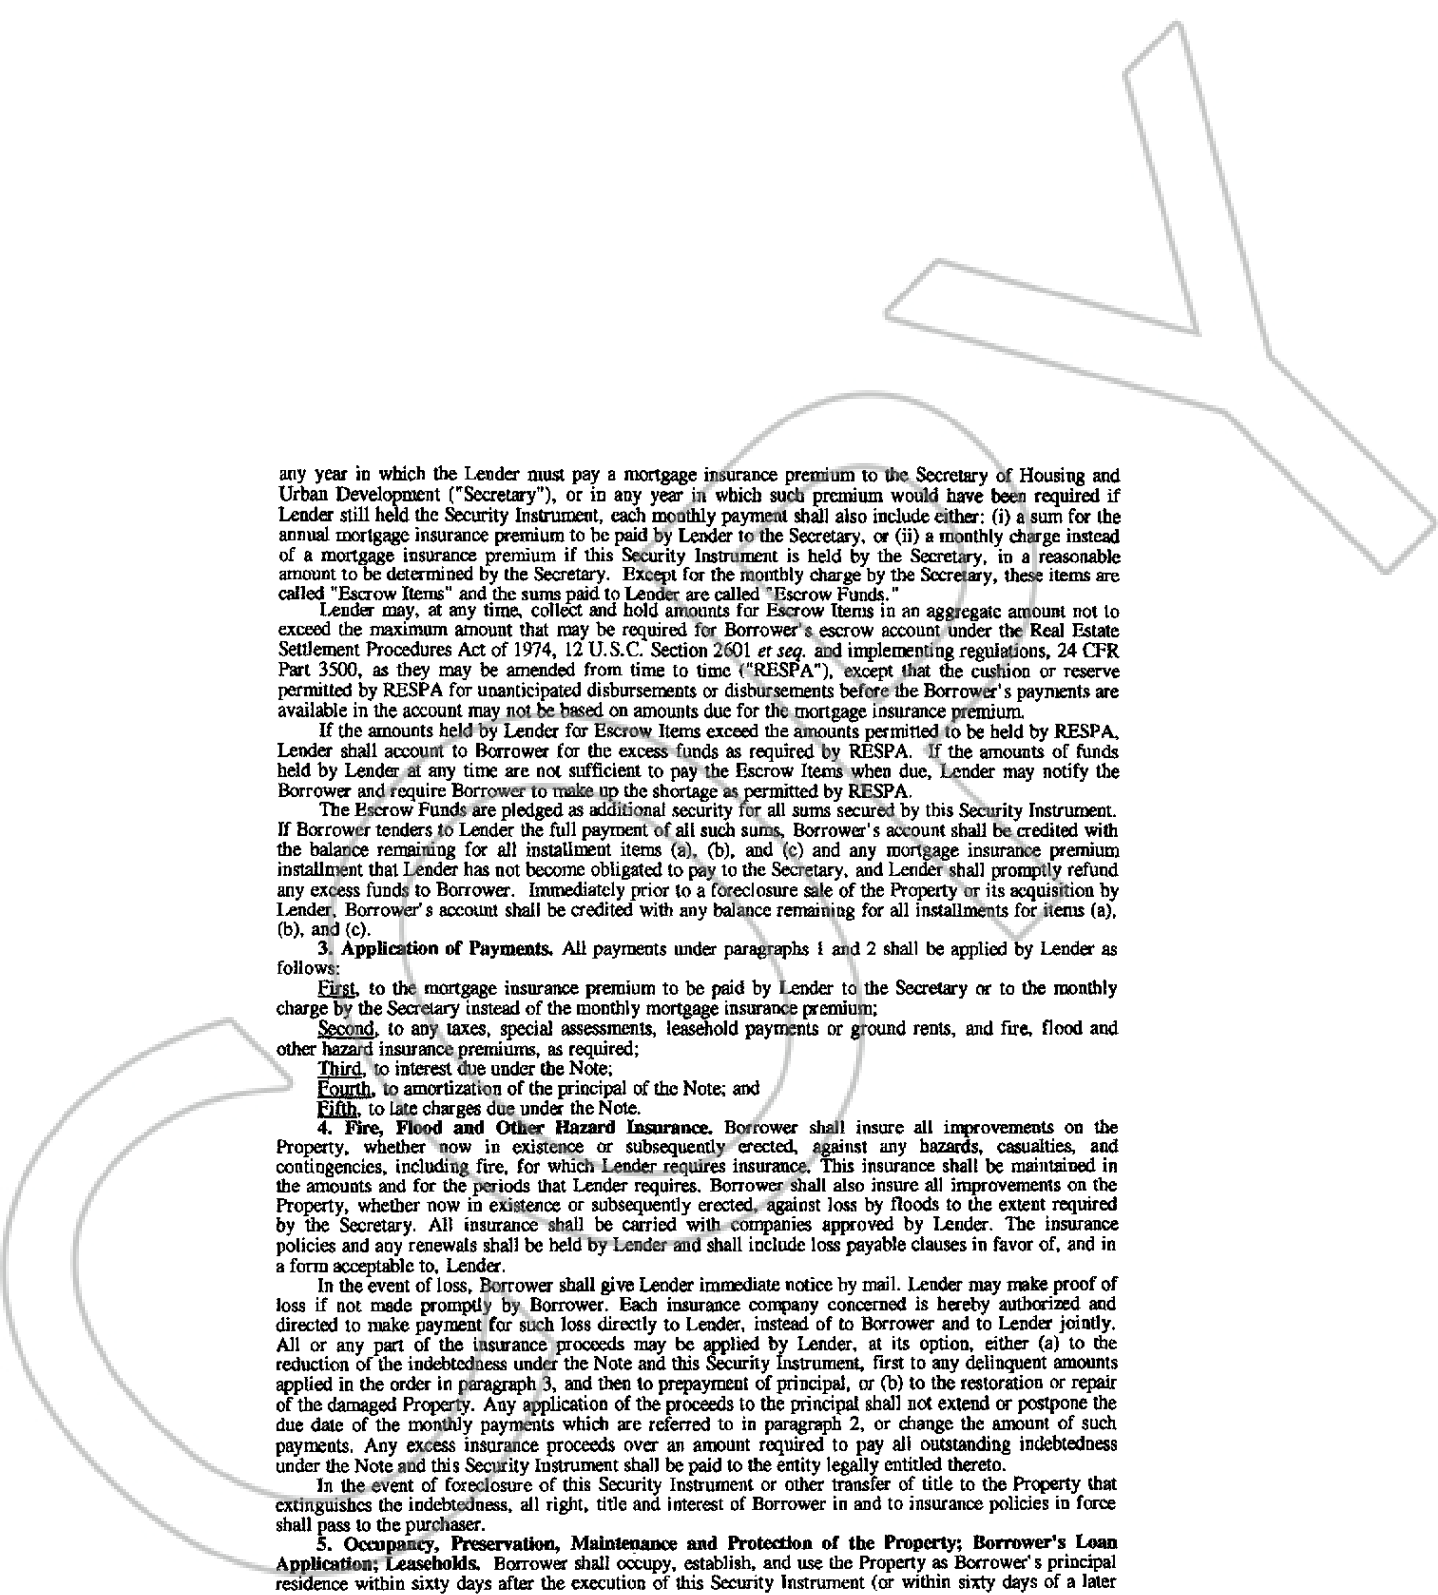 any year in which the Lender must pay a mortgage insurance premium to the Secretary of Housing and
Urban Development ("Secretary"), or in any year in which such premium would have been required if
Lender still held the Security Instrument, each monthly payment shall also include either: (i) a sum for the
annual mortgage insurance premium to be paid by Lender to the Secretary, or (ii) a monthly charge instead
of a mortgage insurance premium if this Security Instrument is held by the Secretary, in a reasonable
amount to be determined by the Secretary. Except for the monthly charge by the Secretary, these items are
called "Escrow Items" and the sums paid to Lender are called "Escrow Funds."
Lender may, at any time, collect and hold amounts for Escrow Items in an aggregate amount not to
exceed the maximum amount that may be required for Borrower's escrow account under the Real Estate
Settlement Procedures Act of 1974, 12 U.S.C. Section 2601 et seq. and implementing regulations, 24 CFR
Part 3500, as they may be amended from time to time ("RESPA"), except that the cushion or reserve
permitted by RESPA for unanticipated disbursements or disbursements before the Borrower's payments are
available in the account may not be based on amounts due for the mortgage insurance premium.
If the amounts held by Lender for Escrow Items exceed the amounts permitted to be held by RESPA,
Lender shall account to Borrower for the excess funds as required by RESPA. If the amounts of funds
held by Lender at any time are not sufficient to pay the Escrow Items when due, Lender may notify the
Borrower and require Borrower to make up the shortage as permitted by RESPA.
The Escrow Funds are pledged as additional security for all sums secured by this Security Instrument.
If Borrower tenders to Lender the full payment of all such sums, Borrower's account shall be credited with
the balance remaining for all installment items (a), (b), and (c) and any mortgage insurance premium
installment that Lender has not become obligated to pay to the Secretary, and Lender shall promptly refund
any excess funds to Borrower. Immediately prior to a foreclosure sale of the Property or its acquisition by
Lender, Borrower's account shall be credited with any balance remaining for all installments for items (a),
(b), and (c).
3. Application of Payments. All payments under paragraphs 1 and 2 shall be applied by Lender as
follows:
First, to the mortgage insurance premium to be paid by Lender to the Secretary or to the monthly
charge by the Secretary instead of the monthly mortgage insurance premium;
Second, to any taxes, special assessments, leasehold payments or ground rents, and fire, flood and
other hazard insurance premiums, as required;
Third, to interest due under the Note;
Fourth, to amortization of the principal of the Note; and
Fifth, to late charges due under the Note.
4. Fire, Flood and Other Hazard Insurance. Borrower shall insure all improvements on the
Property, whether now in existence or subsequently erected, against any hazards, casualties, and
contingencies, including fire, for which Lender requires insurance. This insurance shall be maintained in
the amounts and for the periods that Lender requires. Borrower shall also insure all improvements on the
Property, whether now in existence or subsequently erected, against loss by floods to the extent required
by the Secretary. All insurance shall be carried with companies approved by Lender. The insurance
policies and any renewals shall be held by Lender and shall include loss payable clauses in favor of, and in
a form acceptable to, Lender.
In the event of loss, Borrower shall give Lender immediate notice by mail. Lender may make proof of
loss if not made promptly by Borrower. Each insurance company concerned is hereby authorized and
directed to make payment for such loss directly to Lender, instead of to Borrower and to Lender jointly.
All or any part of the insurance proceeds may be applied by Lender, at its option, either (a) to the
reduction of the indebtedness under the Note and this Security Instrument, first to any delinquent amounts
applied in the order in paragraph 3, and then to prepayment of principal, or (b) to the restoration or repair
of the damaged Property. Any application of the proceeds to the principal shall not extend or postpone the
due date of the monthly payments which are referred to in paragraph 2, or change the amount of such
payments. Any excess insurance proceeds over an amount required to pay all outstanding indebtedness
under the Note and this Security Instrument shall be paid to the entity legally entitled thereto.
In the event of foreclosure of this Security Instrument or other transfer of title to the Property that
extinguishes the indebtedness, all right, title and interest of Borrower in and to insurance policies in force
shall pass to the purchaser.
5. Occupancy, Preservation, Maintenance and Protection of the Property; Borrower's Loan
Application; Leaseholds. Borrower shall occupy, establish, and use the Property as Borrower's principal
residence within sixty days after the execution of this Security Instrument (or within sixty days of a later
COPY